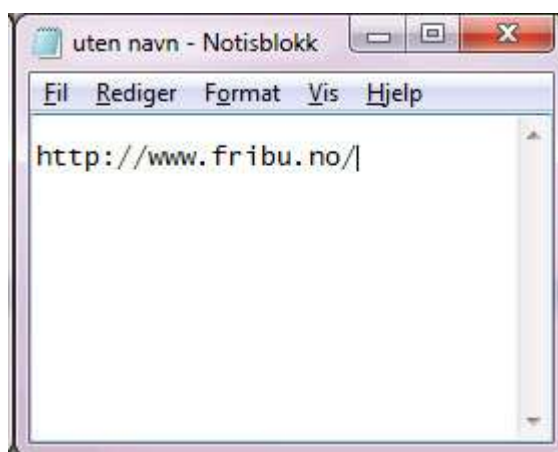 uten navn - Notisblokk
Fil Rediger Format Vis Hjelp
http://www.fribu.no/